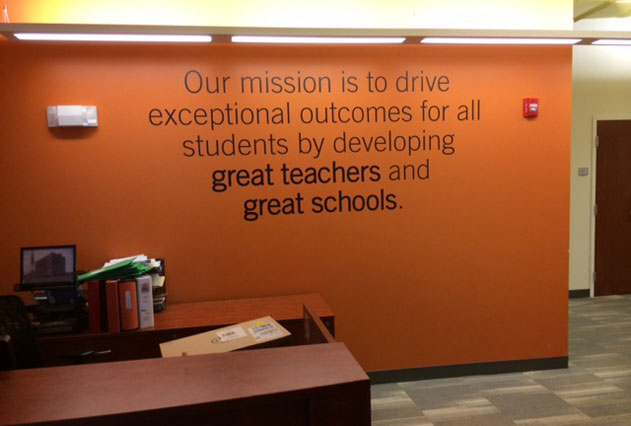 Our mission is to drive
exceptional outcomes for all
students by developing
great teachers and
great schools.